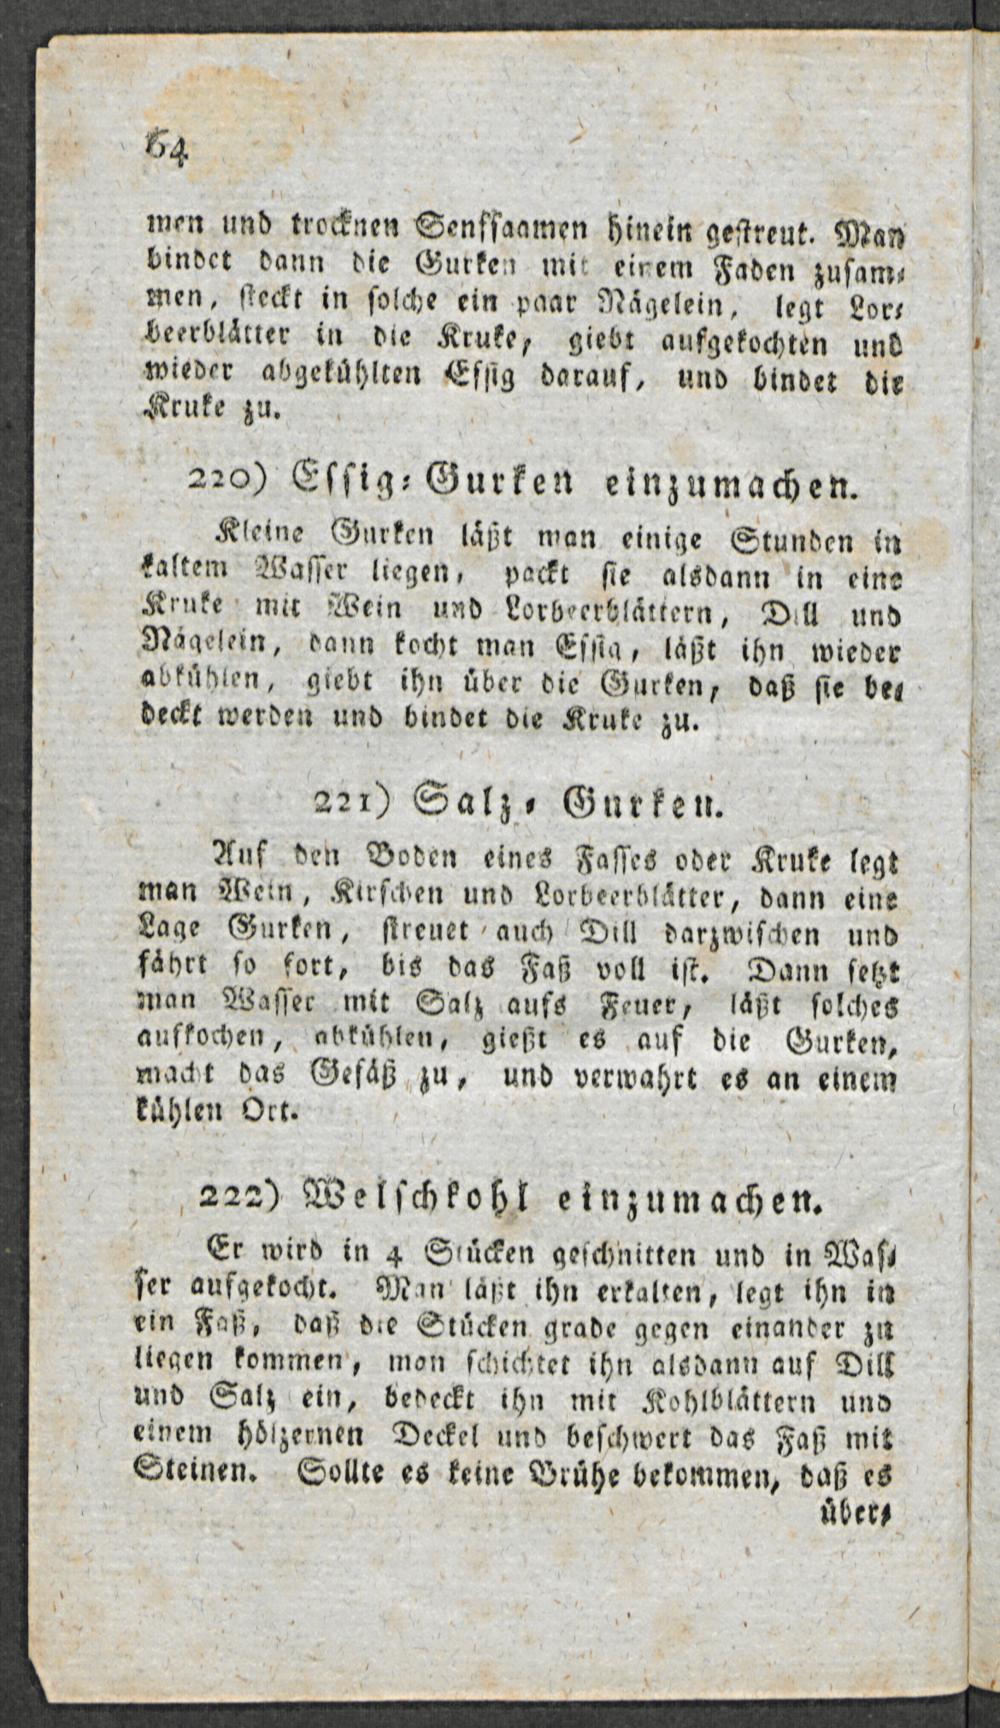 64
men und trocknen Senfsaamen hinein gestreut. Man
bindet dann die Gurken mit einem Faden zusam-
men, steckt in solche ein paar Nägelein, legt Lor-
beerblätter in die Kruke, giebt aufgekochten und
wieder abgekühlten Essig darauf, und bindet die
Kruke zu.
220) Essig-Gurken einzumachen.
Kleine Gurken läßt man einige Stunden in
kaltem Wasser liegen, packt sie alsdann in eine
Kruke mit Wein und Lorbeerblättern, Dill und
Nägelein, dann kocht man Essig, läßt ihn wieder
abkühlen, giebt ihn über die Gurken, daß sie be-
deckt werden und bindet die Kruke zu.
221) Salz-Gurken.
Auf den Boden eines Fasses oder Kruke legt
man Wein, Kirschen und Lorbeerblätter, dann eine
Lage Gurken, streuet auch Dill darzwischen und
fährt so fort, bis das Faß voll ist. Dann setzt
man Wasser mit Salz aufs Feuer, läßt solches
aufkochen, abkühlen, gießt es auf die Gurken,
macht das Gefäß zu, und verwahrt es an einem
kühlen Ort.
222) Welschkohl einzumachen.
Er wird in 4 Stücken geschnitten und in Was-
ser aufgekocht. Man läßt ihn erkalten, legt ihn in
ein Faß, daß die Stücken grade gegen einander zu
liegen kommen, man schichtet ihn alsdann auf Dill
und Salz ein, bedeckt ihn mit Kohlblättern und
einem hölzernen Deckel und beschwert das Faß mit
Steinen. Sollte es keine Brühe bekommen, daß es
über-